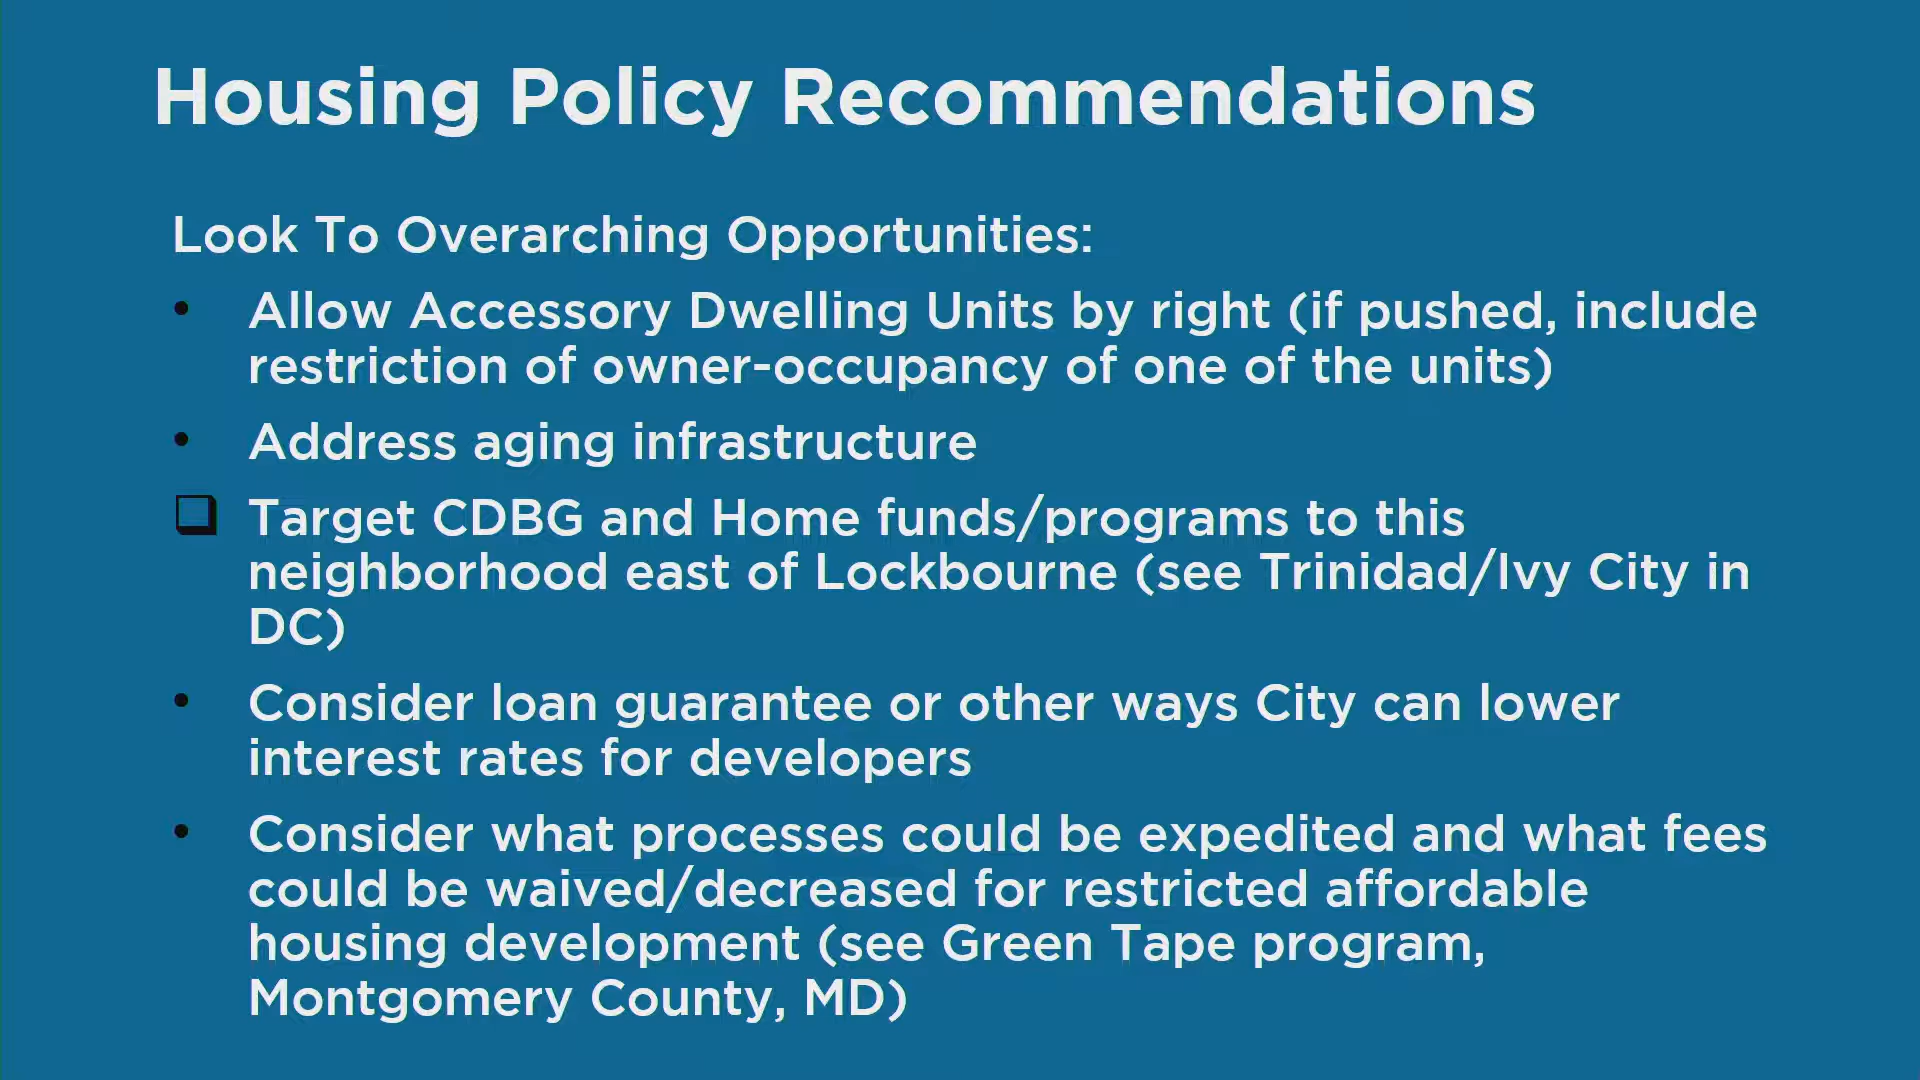 Housing Policy Recommendations
Look To Overarching Opportunities:
• Allow Accessory Dwelling Units by right (if pushed, include
restriction of owner-occupancy of one of the units)
• Address aging infrastructure
❑ Target CDBG and Home funds/programs to this
neighborhood east of Lockbourne (see Trinidad/Ivy City in
DC)
• Consider loan guarantee or other ways City can lower
interest rates for developers
• Consider what processes could be expedited and what fees
could be waived/decreased for restricted affordable
housing development (see Green Tape program,
Montgomery County, MD)